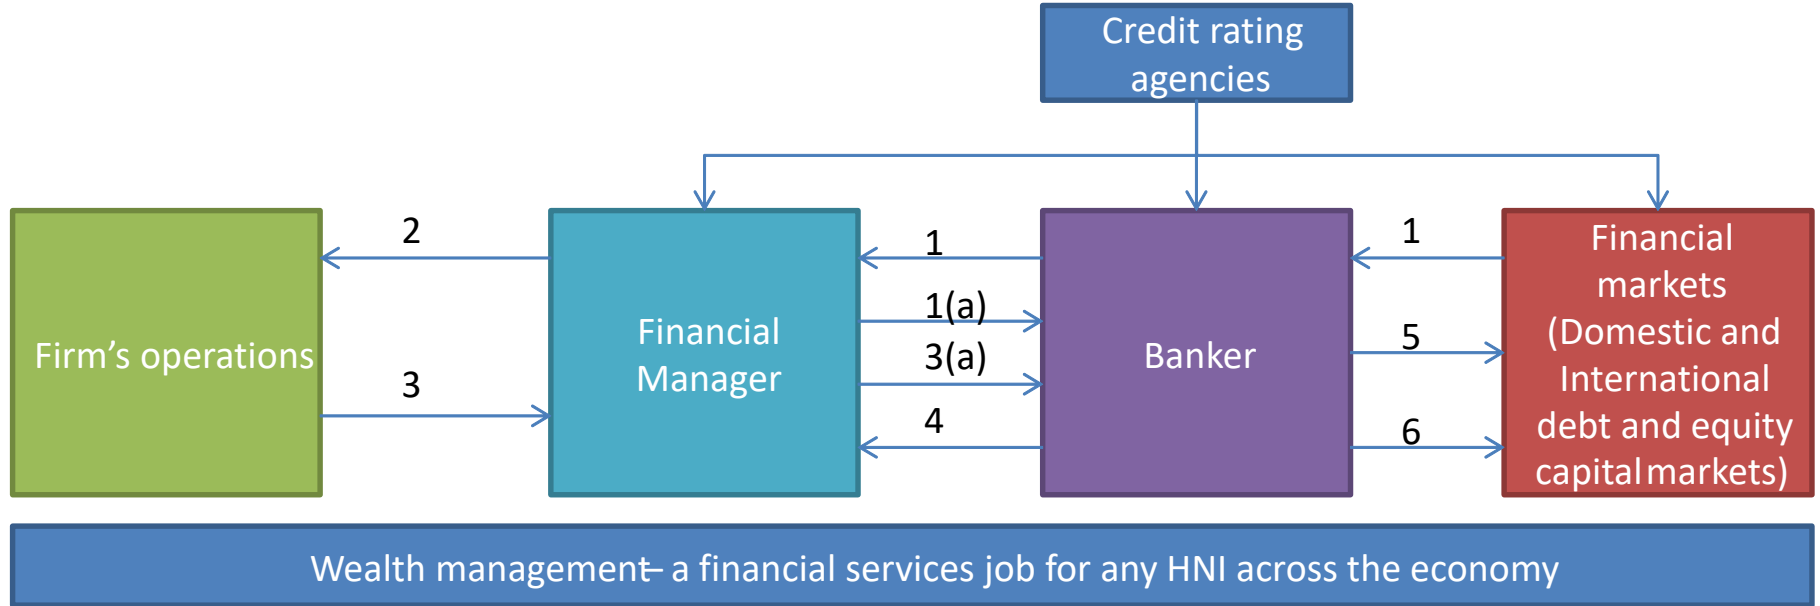 Credit rating
agencies
2
1
1
1(a)
3(a)
5
3
4
6
Firm’s operations
Financial
Manager
Banker
Financial
markets
(Domestic and
International
debt and equity
capital markets)
Wealth management– a financial services job for any HNI across the economy